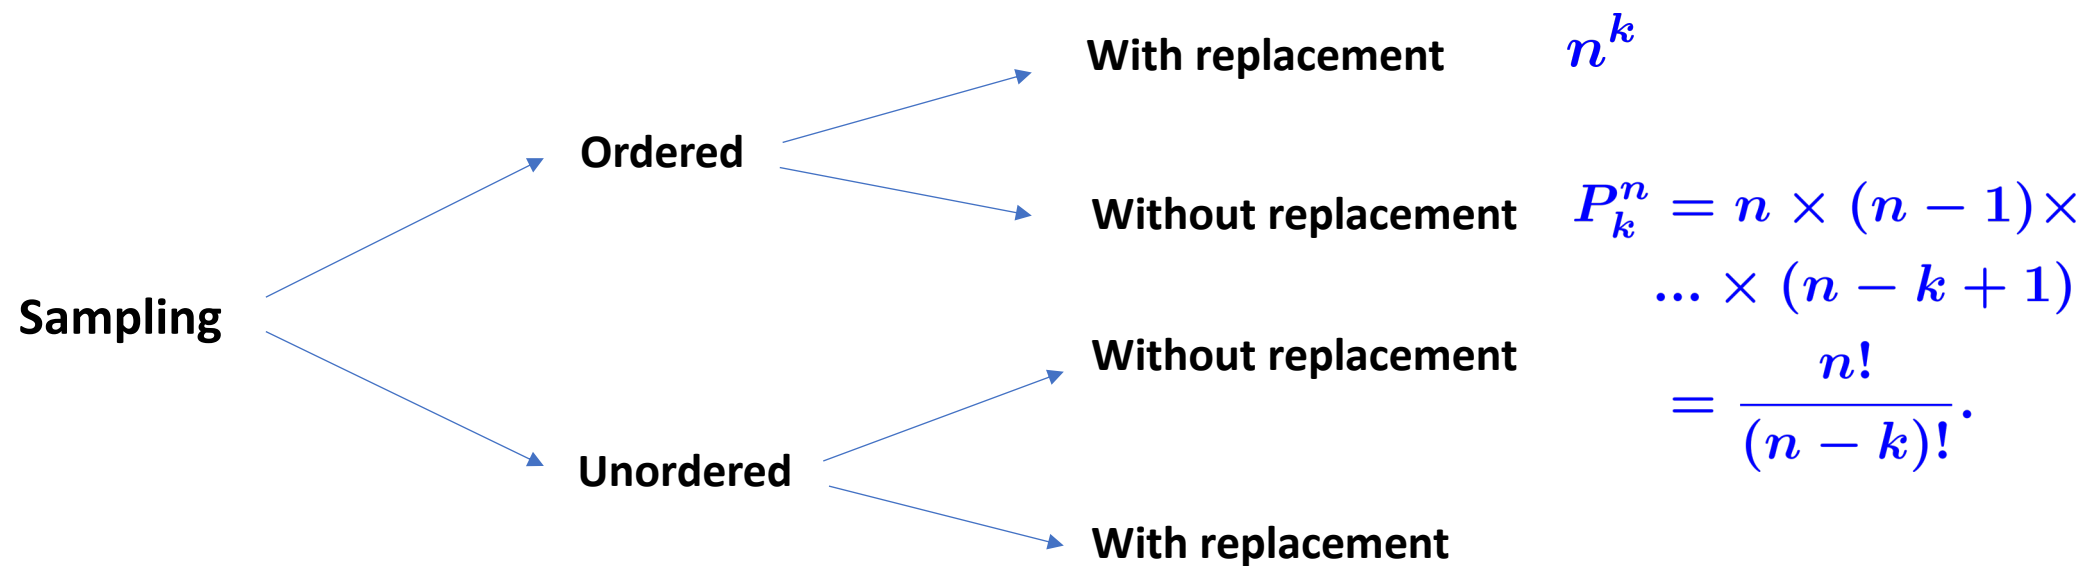 With replacement n^k
Ordered
Without replacement P_k^n = n × (n − 1)×
... × (n − k + 1)
Sampling
Without replacement
= n!/(n − k)!.
Unordered
With replacement